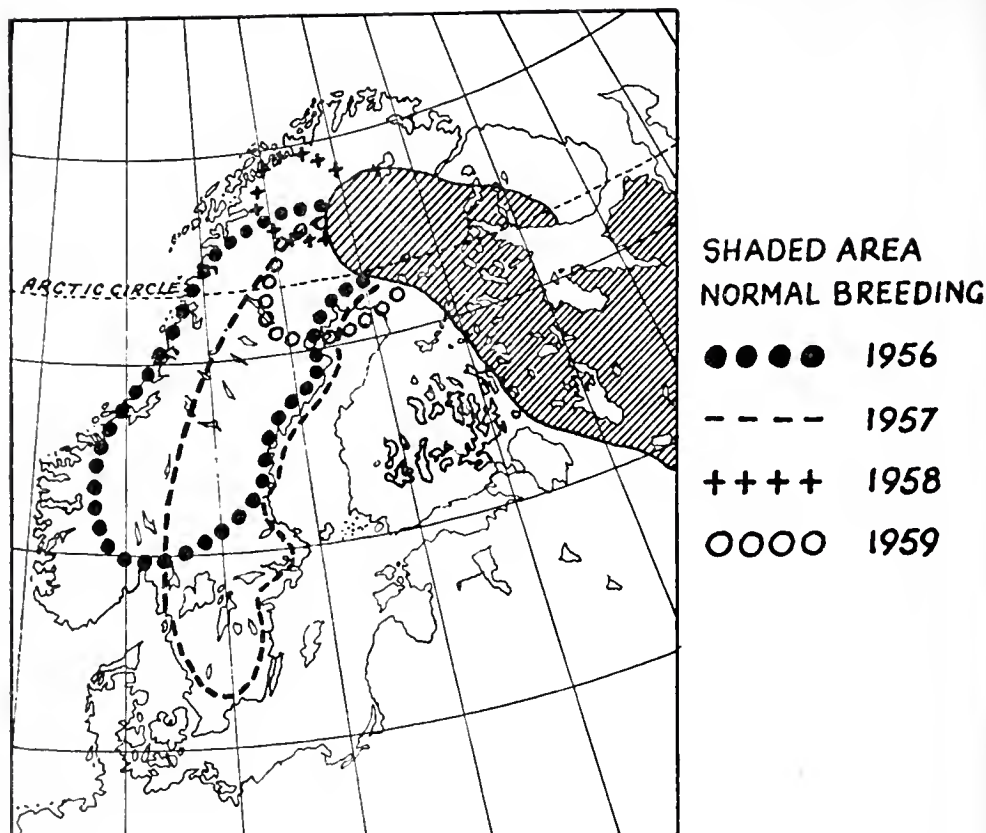 ARCTIC CIRCLE
SHADED AREA
NORMAL BREEDING
1956
1957
1958
1959